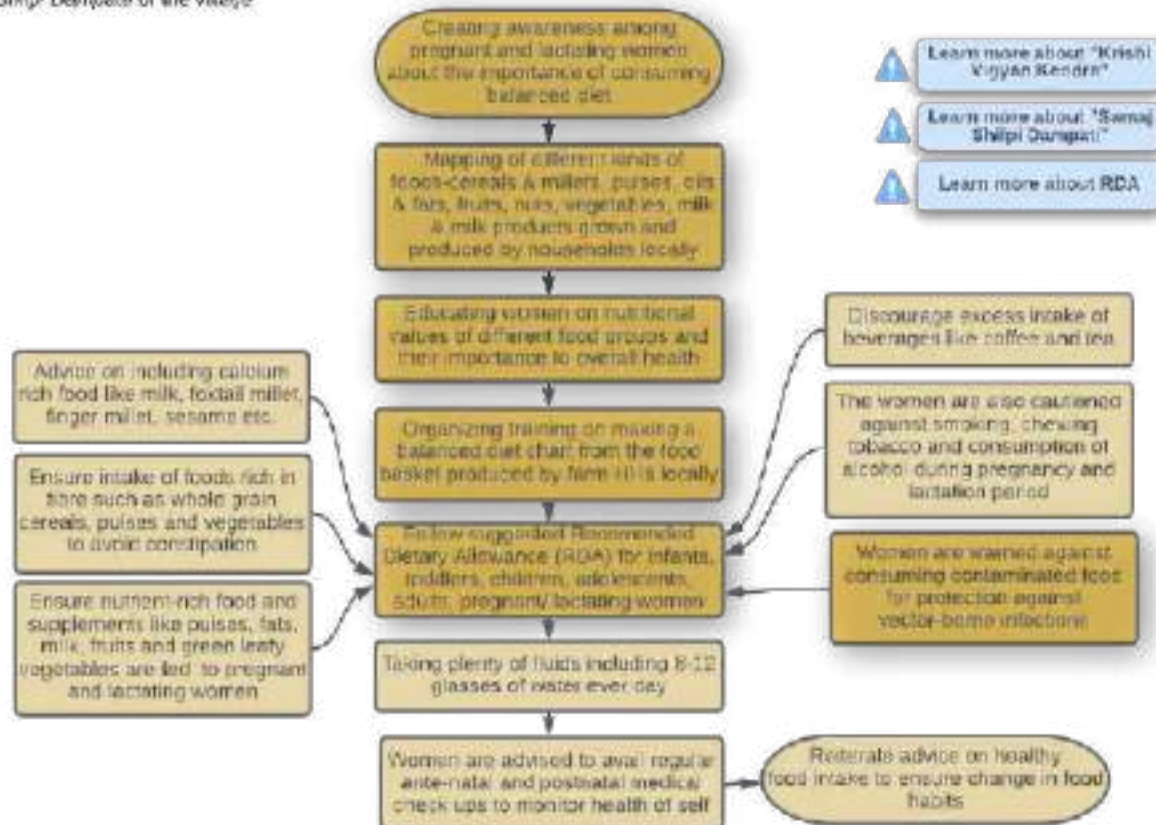 of the village
Creating awareness among
pregnant and lactating women
about the importance of consuming
balanced diet
Learn more about "Krishi
Vigyan Kendra"
Learn more about "Samaj
Shilpi Dampati"
Learn more about RDA
Mapping of different kinds of
foods-cereals & millets, pulses, oils
& fats, fruits, nuts, vegetables, milk
& milk products grown and
produced by households locally
Educating women on nutritional
values of different food groups and
their importance to overall health
Organizing training on making a
balanced diet chart from the food
basket produced by farm HHs locally
Follow suggested Recomended
Dietary Allowance (RDA) for infants,
toddlers, children, adolescents,
adults, pregnant/ lactating women
Advice on including calcium
rich food like milk, foxtail millet,
finger millet, sesame etc.
Ensure intake of foods rich in
fibre such as whole grain
cereals, pulses and vegetables
to avoid constipation
Ensure nutrient-rich food and
supplements like pulses, fats,
milk, fruits and green leafy
vegetables are fed to pregnant
and lactating women
Discourage excess intake of
beverages like coffee and tea
The women are also cautioned
against smoking, chewing
tobacco and consumption of
alcohol during pregnancy and
lactation period
Women are warned against
consuming contaminated food
for protection against
vector-borne infections
Taking plenty of fluids including 8-12
glasses of water ever day
Women are advised to avail regular
ante-natal and postnatal medical
check ups to monitor health of self
Reiterate advice on healthy
food intake to ensure change in food
habits